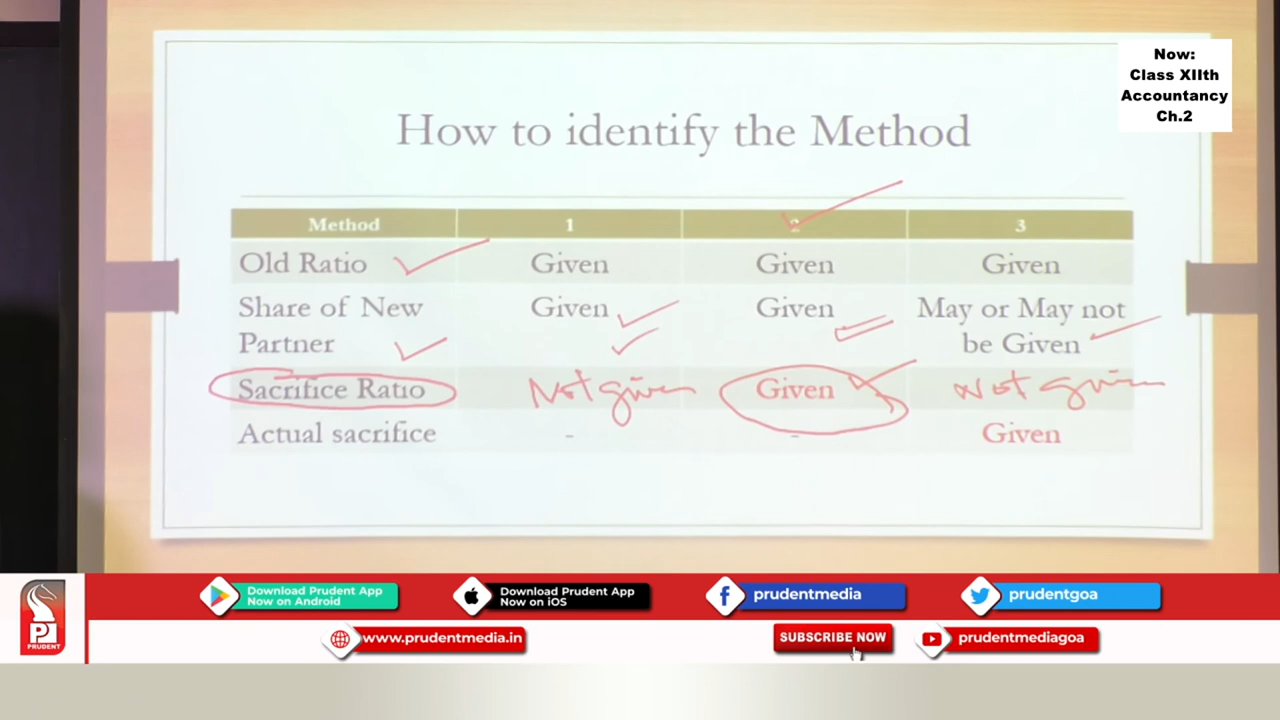 Now:
Class XIIth
Accountancy
Ch.2
How to identify the Method
Method 1 2 3
Old Ratio Given Given Given
Share of New Given Given May or May not
Partner be Given
Sacrifice Ratio Not given Given Not given
Actual sacrifice - - Given
Download Prudent App
Now on Android
Download Prudent App
Now on iOS
prudentmedia
prudentgoa
PRUDENT
www.prudentmedia.in
SUBSCRIBE NOW
prudentmediagoa